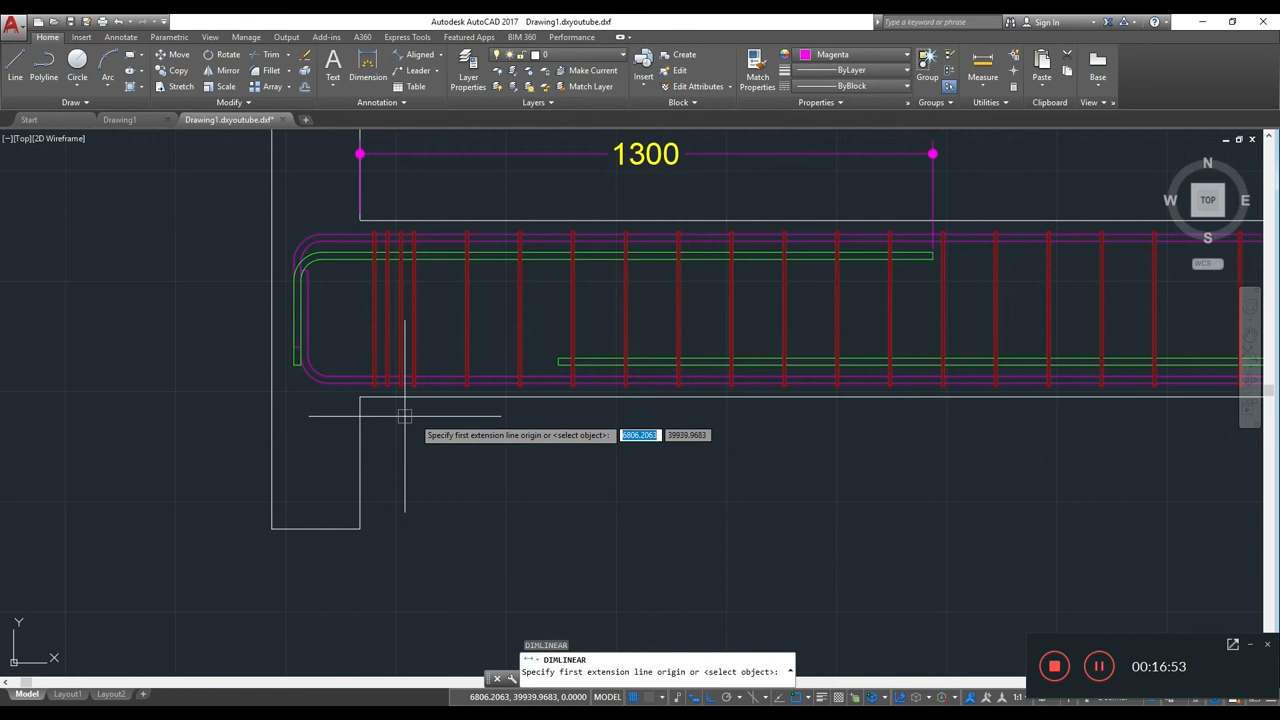 Autodesk AutoCAD 2017 Drawing1.dxyoutube.dxf
Type a keyword or phrase
Sign In
Home Insert Annotate Parametric View Manage Output Add-ins A360 Express Tools Featured Apps BIM 360 Performance
Line Polyline Circle Arc
Move Rotate Trim
Copy Mirror Fillet
Stretch Scale Array
Text Dimension
Aligned
Leader
Table
Layer Properties
0
Make Current
Match Layer
Insert
Create
Edit
Edit Attributes
Match Properties
Magenta
ByLayer
ByBlock
Group Measure Paste Base
Draw Modify Annotation Layers Block Properties Groups Utilities Clipboard View
Start Drawing1 Drawing1.dxyoutube.dxf*
[−][Top][2D Wireframe]
1300
N
W TOP E
S
WCS
Specify first extension line origin or <select object>: 6806.2063 39939.9683
Y
X
DIMLINEAR
DIMLINEAR
Specify first extension line origin or <select object>:
00:16:53
Model Layout1 Layout2
6806.2063, 39939.9683, 0.0000 MODEL